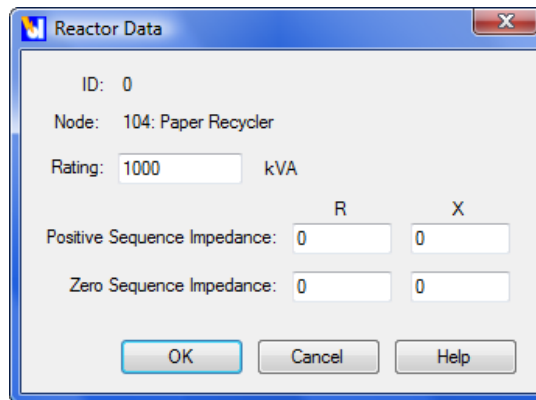 Reactor Data
ID: 0
Node: 104: Paper Recycler
Rating: 1000 kVA
R X
Positive Sequence Impedance: 0 0
Zero Sequence Impedance: 0 0
OK Cancel Help